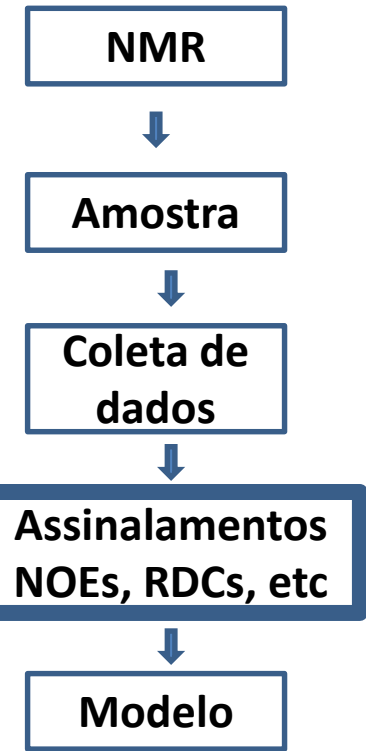 NMR
Amostra
Coleta de
dados
Assinalamentos
NOEs, RDCs, etc
Modelo